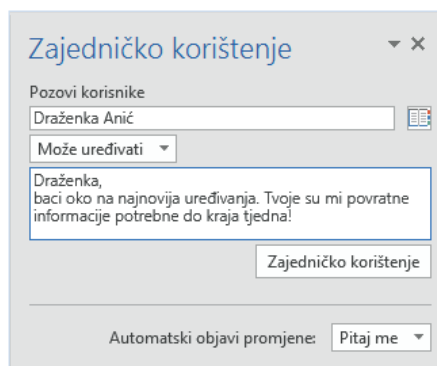 Zajedničko korištenje
Pozovi korisnike
Draženka Anić
Može uređivati
Draženka,
baci oko na najnovija uređivanja. Tvoje su mi povratne
informacije potrebne do kraja tjedna!
Zajedničko korištenje
Automatski objavi promjene: Pitaj me